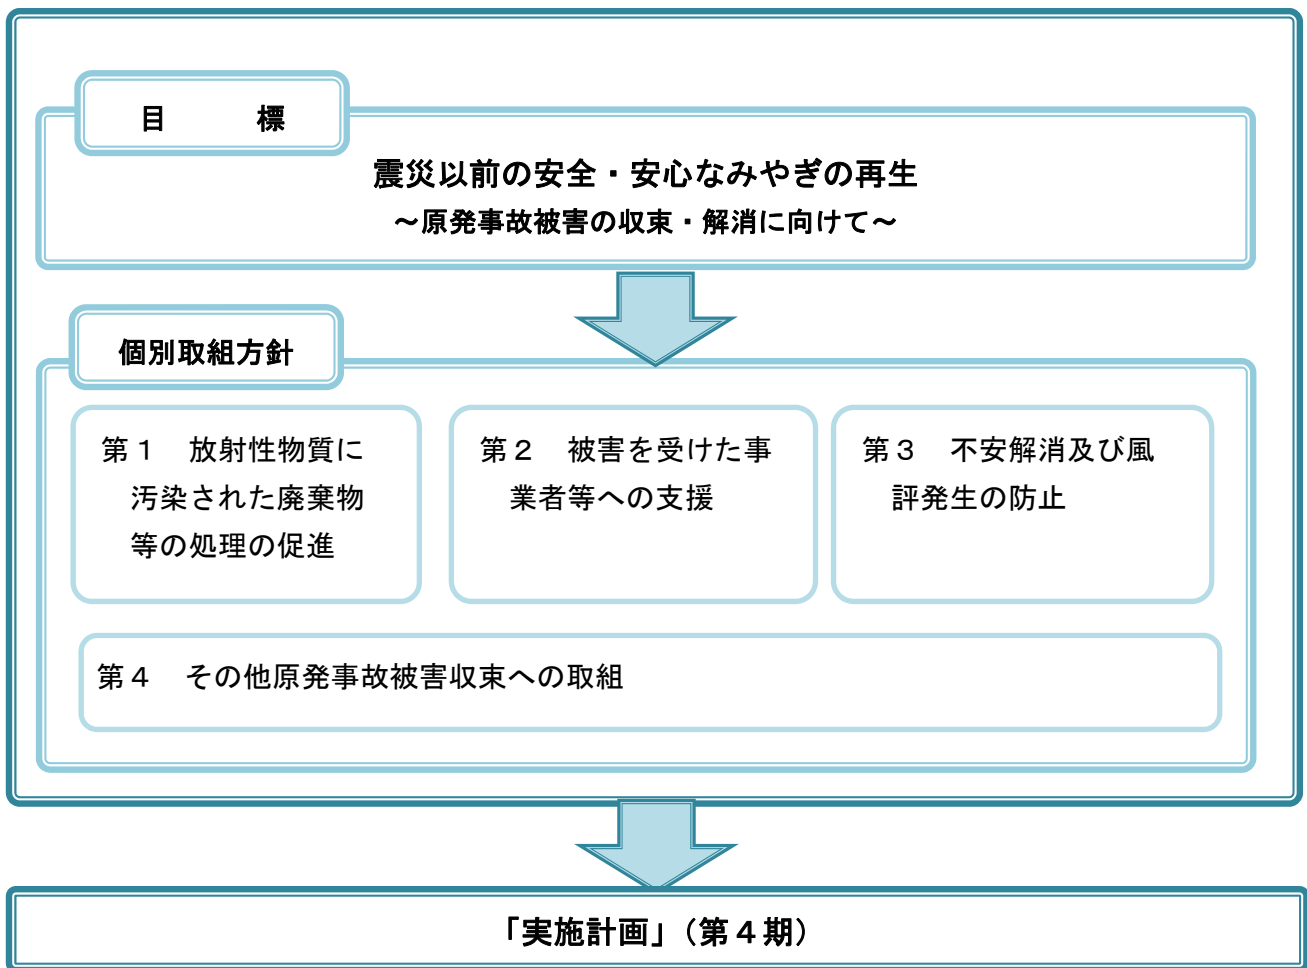 目　　　標
震災以前の安全・安心なみやぎの再生
～原発事故被害の収束・解消に向けて～
個別取組方針
第１　放射性物質に
汚染された廃棄物
等の処理の促進
第２　被害を受けた事
業者等への支援
第３　不安解消及び風
評発生の防止
第４　その他原発事故被害収束への取組
「実施計画」（第４期）